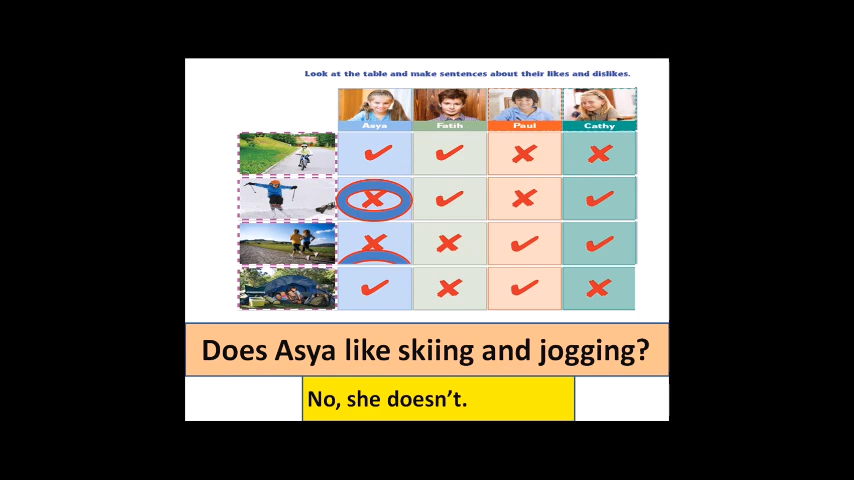 Look at the table and make sentences about their likes and dislikes.
Asya Fatih Paul Cathy
Does Asya like skiing and jogging?
No, she doesn't.